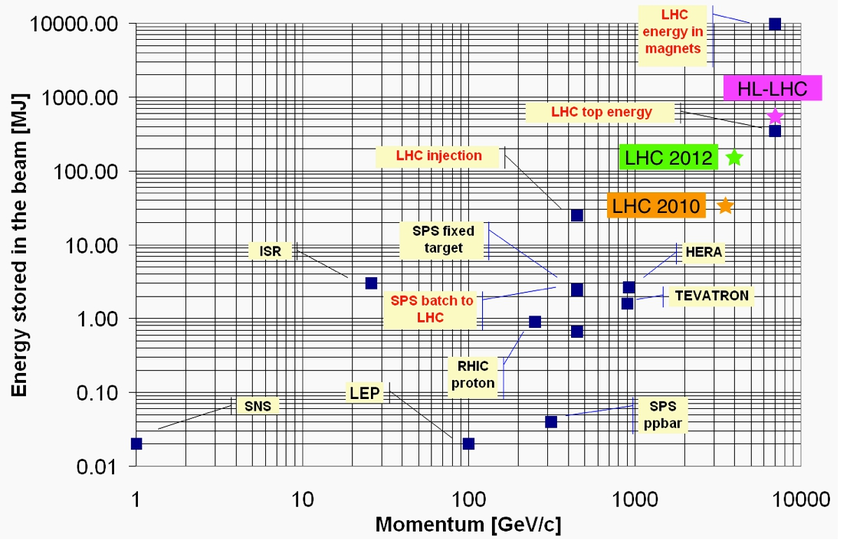 LHC
energy in
magnets
10000.00
HL-LHC
1000.00
LHC top energy
LHC injection
LHC 2012
100.00
LHC 2010
SPS fixed
target
10.00
ISR
HERA
SPS batch to
LHC
TEVATRON
1.00
RHIC
proton
LEP
0.10
SNS
SPS
ppbar
0.01
Energy stored in the beam [MJ]
1 10 100 1000 10000
Momentum [GeV/c]